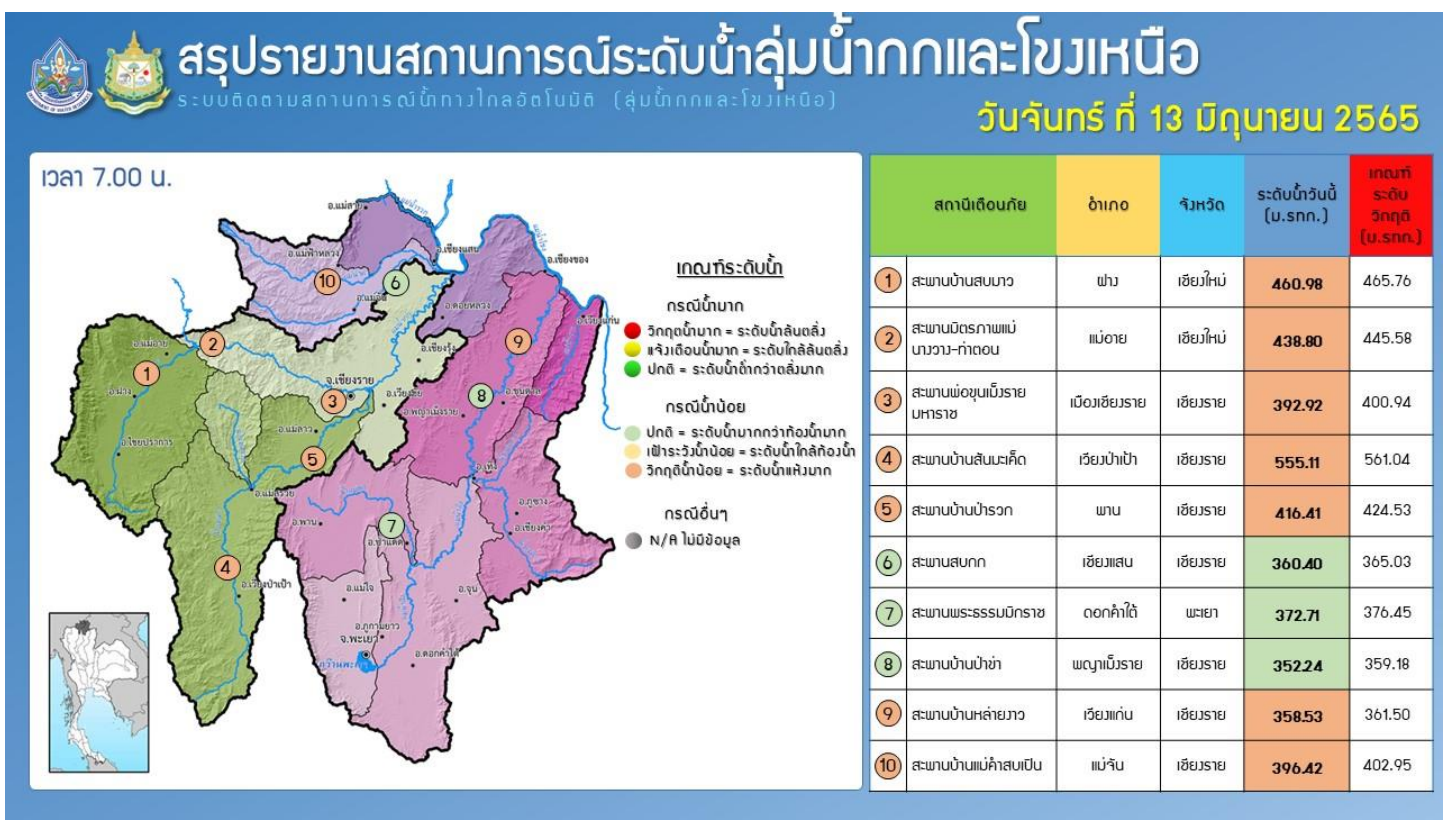 สรุปรายงานสถานการณ์ระดับน้ำลุ่มน้ำกกและโขงเหนือ
ระบบติดตามสถานการณ์น้ำทางไกลอัตโนมัติ (ลุ่มน้ำกกและโขงเหนือ)
วันจันทร์ ที่ 13 มิถุนายน 2565
เวลา 7.00 น.
อ.แม่สาย
อ.แม่ฟ้าหลวง
อ.เชียงแสน
อ.เชียงของ
10
6
อ.แม่จัน
อ.ดอยหลวง
อ.เวียงแก่น
9
2
อ.แม่อาย
อ.เชียงรุ้ง
1
จ.เชียงราย
อ.ฝาง
3
อ.เวียงชัย
8
อ.ขุนตาล
อ.พญาเม็งราย
อ.แม่ลาว
อ.ไชยปราการ
5
อ.เทิง
อ.แม่สรวย
อ.ภูซาง
อ.พาน
7
อ.เชียงคำ
อ.ป่าแดด
4
อ.เวียงป่าเป้า
อ.แม่ใจ
อ.จุน
อ.ภูกามยาว
จ.พะเยา
อ.ดอกคำใต้
กว๊านพะเยา
เกณฑ์ระดับน้ำ
กรณีน้ำมาก
วิกฤตน้ำมาก = ระดับน้ำล้นตลิ่ง
แจ้งเตือนน้ำมาก = ระดับใกล้ล้นตลิ่ง
ปกติ = ระดับน้ำต่ำกว่าตลิ่งมาก
กรณีน้ำน้อย
ปกติ = ระดับน้ำมากกว่าท้องน้ำมาก
เฝ้าระวังน้ำน้อย = ระดับน้ำใกล้ท้องน้ำ
วิกฤติน้ำน้อย = ระดับน้ำแห้งมาก
กรณีอื่นๆ
N/A ไม่มีข้อมูล
สถานีเตือนภัย อำเภอ จังหวัด ระดับน้ำวันนี้ (ม.รทก.) เกณฑ์ระดับวิกฤติ (ม.รทก.)
1 สะพานบ้านสบมาว ฝาง เชียงใหม่ 460.98 465.76
2 สะพานมิตรภาพแม่นางวาง-ท่าตอน แม่อาย เชียงใหม่ 438.80 445.58
3 สะพานพ่อขุนเม็งรายมหาราช เมืองเชียงราย เชียงราย 392.92 400.94
4 สะพานบ้านสันมะเค็ด เวียงป่าเป้า เชียงราย 555.11 561.04
5 สะพานบ้านป่ารวก พาน เชียงราย 416.41 424.53
6 สะพานสบกก เชียงแสน เชียงราย 360.40 365.03
7 สะพานพระธรรมมิกราช ดอกคำใต้ พะเยา 372.71 376.45
8 สะพานบ้านป่าข่า พญาเม็งราย เชียงราย 352.24 359.18
9 สะพานบ้านหล่ายงาว เวียงแก่น เชียงราย 358.53 361.50
10 สะพานบ้านแม่คำสบเปิน แม่จัน เชียงราย 396.42 402.95